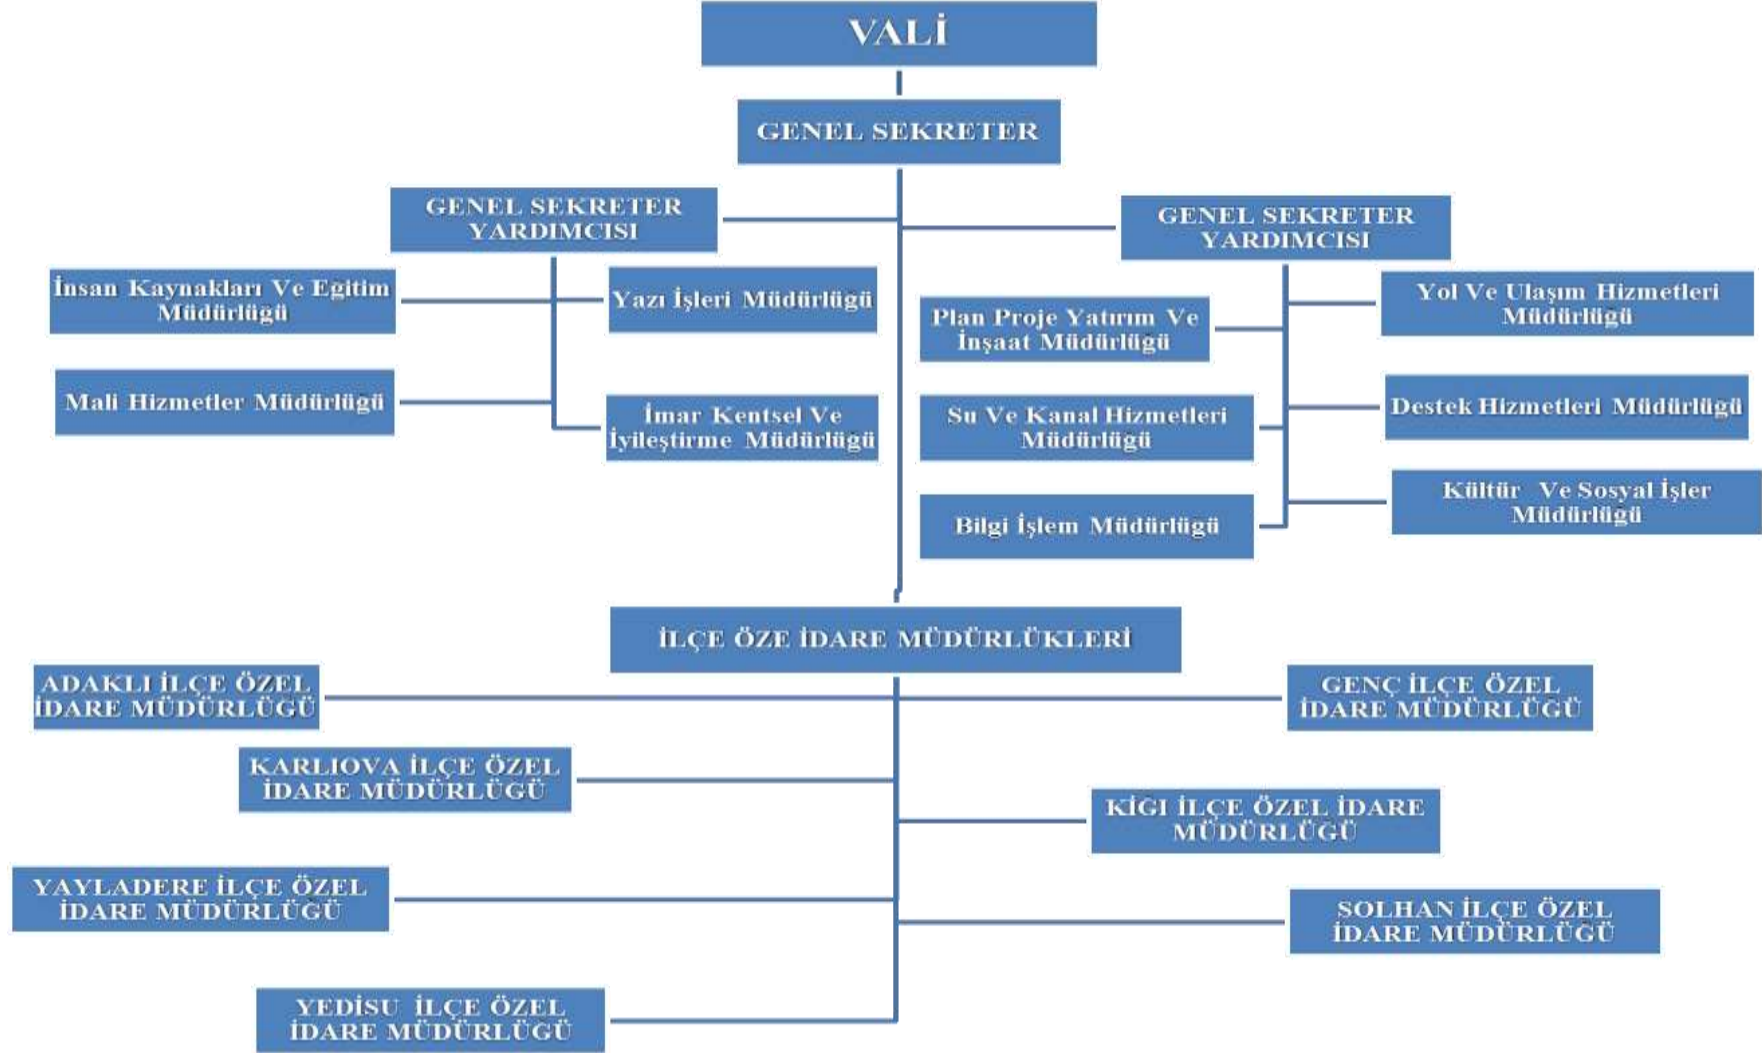 VALİ
GENEL SEKRETER
GENEL SEKRETER
YARDIMCISI
GENEL SEKRETER
YARDIMCISI
İnsan Kaynakları Ve Eğitim
Müdürlüğü
Yazı İşleri Müdürlüğü
Mali Hizmetler Müdürlüğü
İmar Kentsel Ve
İyileştirme Müdürlüğü
Plan Proje Yatırım Ve
İnşaat Müdürlüğü
Yol Ve Ulaşım Hizmetleri
Müdürlüğü
Su Ve Kanal Hizmetleri
Müdürlüğü
Destek Hizmetleri Müdürlüğü
Bilgi İşlem Müdürlüğü
Kültür Ve Sosyal İşler
Müdürlüğü
İLÇE ÖZE İDARE MÜDÜRLÜKLERİ
ADAKLI İLÇE ÖZEL
İDARE MÜDÜRLÜĞÜ
GENÇ İLÇE ÖZEL
İDARE MÜDÜRLÜĞÜ
KARLIOVA İLÇE ÖZEL
İDARE MÜDÜRLÜĞÜ
KİĞI İLÇE ÖZEL İDARE
MÜDÜRLÜĞÜ
YAYLADERE İLÇE ÖZEL
İDARE MÜDÜRLÜĞÜ
SOLHAN İLÇE ÖZEL
İDARE MÜDÜRLÜĞÜ
YEDİSU İLÇE ÖZEL
İDARE MÜDÜRLÜĞÜ